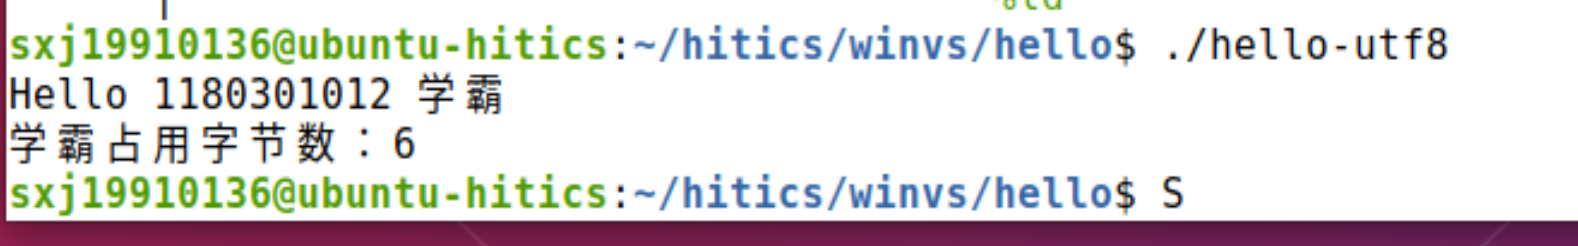 sxj19910136@ubuntu-hitics:~/hitics/winvs/hello$ ./hello-utf8
Hello 1180301012 学霸
学霸占用字节数：6
sxj19910136@ubuntu-hitics:~/hitics/winvs/hello$ S